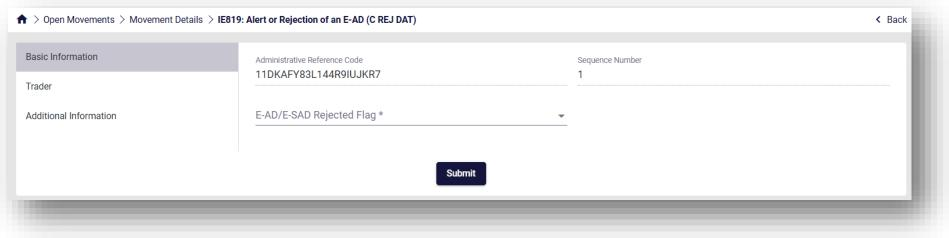 > Open Movements > Movement Details > IE819: Alert or Rejection of an E-AD (C REJ DAT)
< Back
Basic Information
Trader
Additional Information
Administrative Reference Code
11DKAFY83L144R9IUJKR7
Sequence Number
1
E-AD/E-SAD Rejected Flag *
Submit